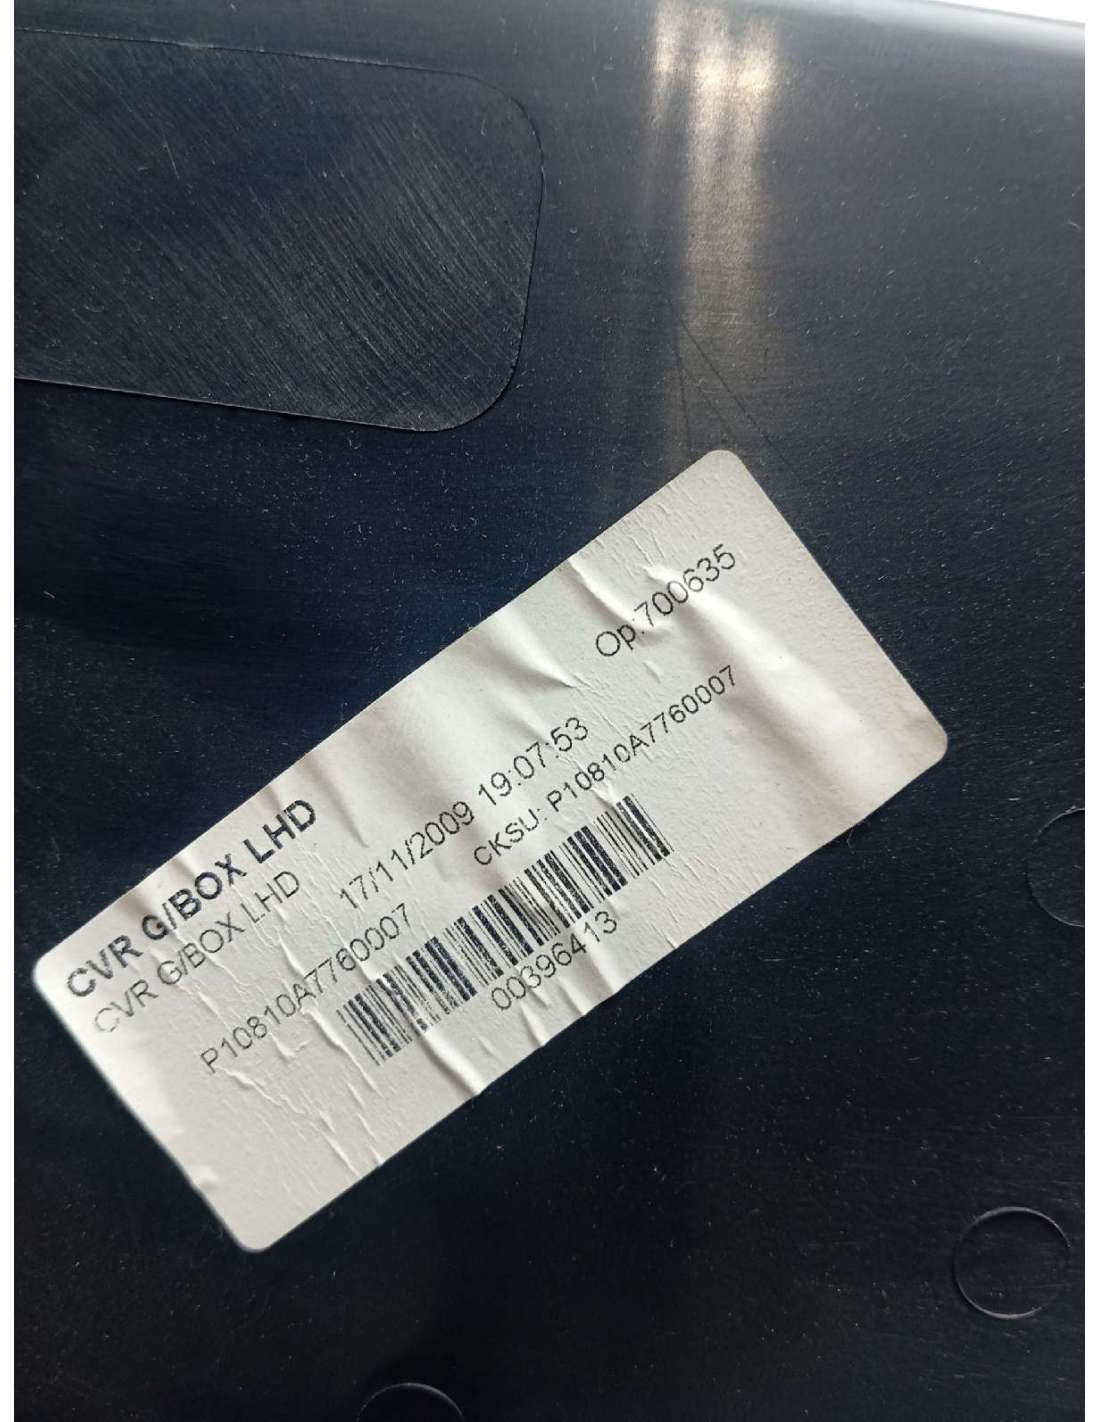 CVR G/BOX LHD
CVR G/BOX LHD
17/11/2009 19:07:53 Op:700635
P10810A7760007 CKSU: P10810A7760007
00396413